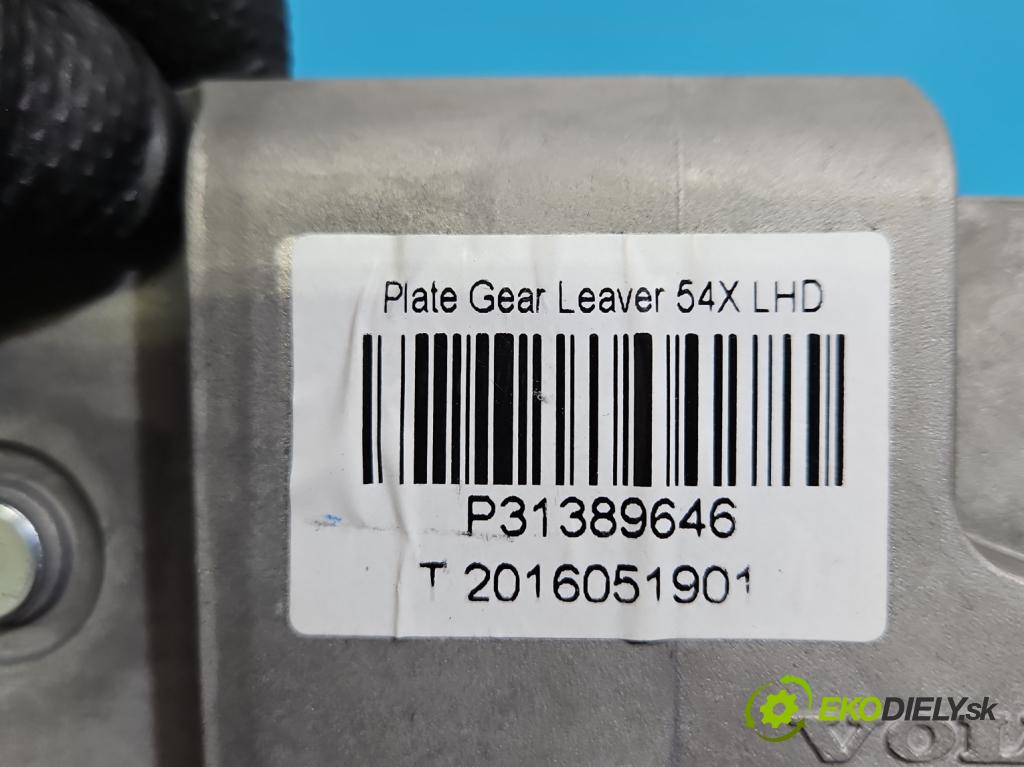 Plate Gear Leaver 54X LHD
P31389646
T 2016051901
EKODIELY.sk